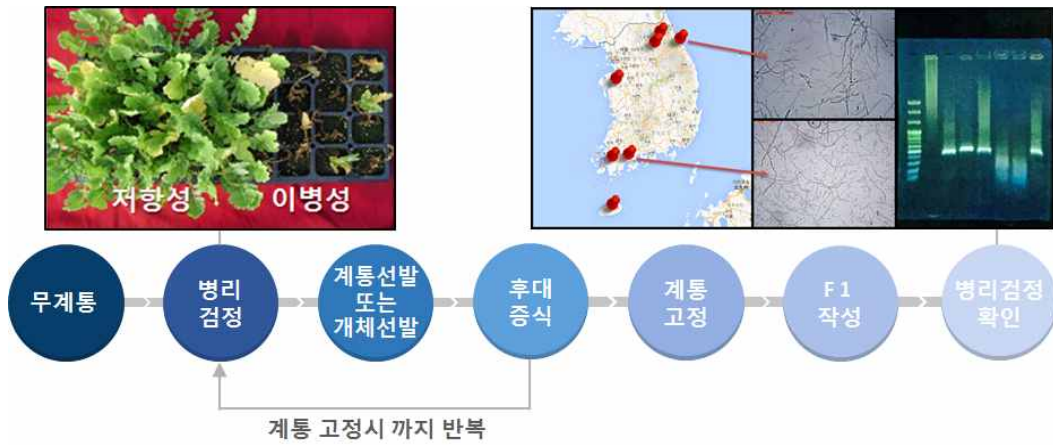 저항성
이병성
무계통
병리
검정
계통선발
또는
개체선발
후대
증식
계통
고정
F1
작성
병리검정
확인
계통 고정시 까지 반복